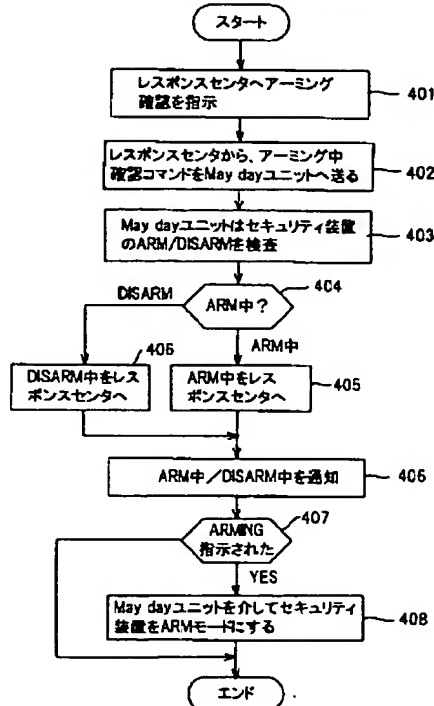 スタート
レスポンスセンタへアーミング
確認を指示
401
レスポンスセンタから、アーミング中
確認コマンドをMay dayユニットへ送る
402
May dayユニットはセキュリティ装置
のARM/DISARMを検査
403
DISARM
ARM中？
404
ARM中
406
DISARM中をレス
ポンスセンタへ
ARM中をレス
ポンスセンタへ
405
ARM中／DISARM中を通知
406
ARMING
指示された
407
YES
May dayユニットを介してセキュリティ
装置をARMモードにする
408
エンド